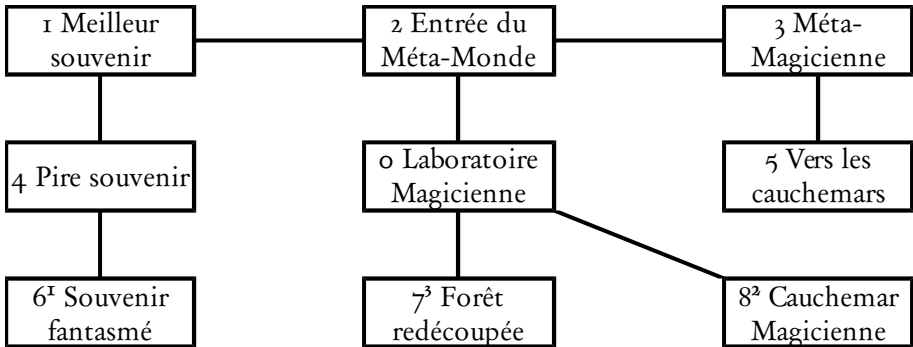 1 Meilleur
souvenir
2 Entrée du
Méta-Monde
3 Méta-
Magicienne
4 Pire souvenir
0 Laboratoire
Magicienne
5 Vers les
cauchemars
6¹ Souvenir
fantasmé
7³ Forêt
redécoupée
8² Cauchemar
Magicienne